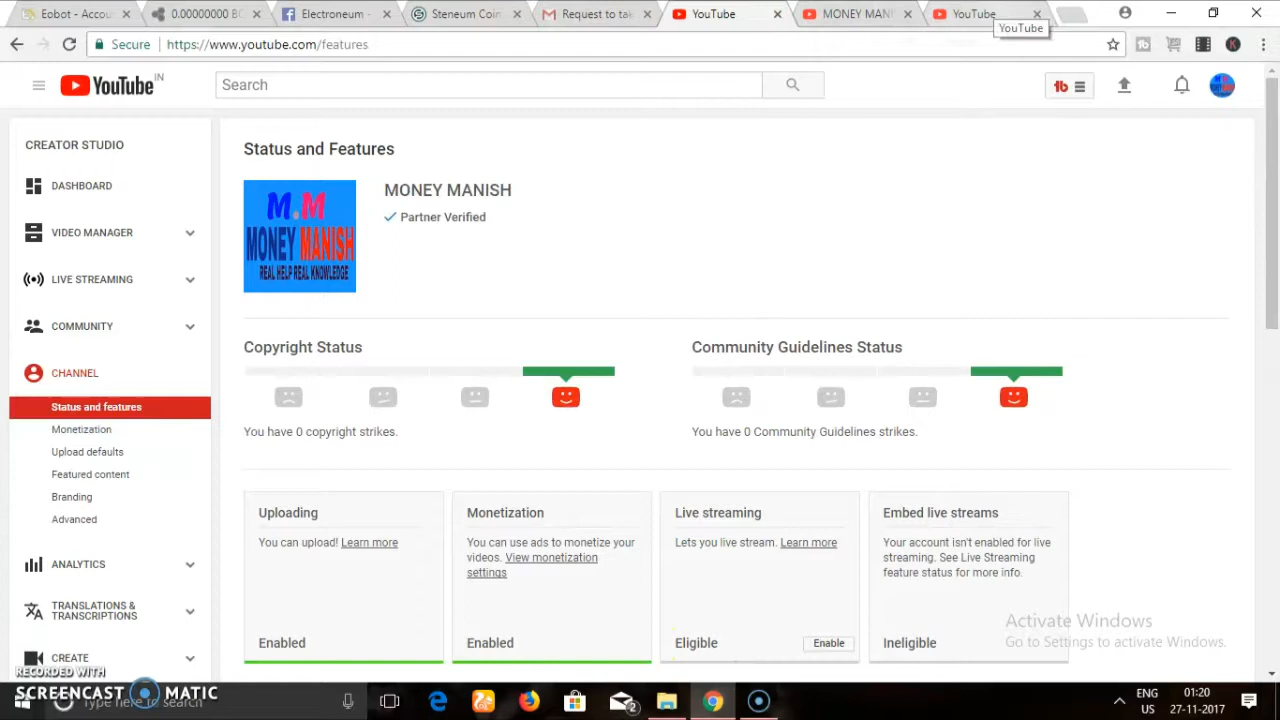 Eobot - Accoun
0.00000000 B
Electroneum -
Steneum Coin
Request to tak
YouTube
MONEY MAN
YouTube
YouTube
Secure
https://www.youtube.com/features
YouTube IN
Search
CREATOR STUDIO
DASHBOARD
VIDEO MANAGER
LIVE STREAMING
COMMUNITY
CHANNEL
Status and features
Monetization
Upload defaults
Featured content
Branding
Advanced
ANALYTICS
TRANSLATIONS &
TRANSCRIPTIONS
CREATE
Status and Features
M.M
MONEY MANISH
REAL HELP REAL KNOWLEDGE
MONEY MANISH
Partner Verified
Copyright Status
You have 0 copyright strikes.
Community Guidelines Status
You have 0 Community Guidelines strikes.
Uploading
You can upload! Learn more
Enabled
Monetization
You can use ads to monetize your
videos. View monetization
settings
Enabled
Live streaming
Lets you live stream. Learn more
Eligible
Enable
Embed live streams
Your account isn't enabled for live
streaming. See Live Streaming
feature status for more info.
Ineligible
Activate Windows
Go to Settings to activate Windows.
RECORDED WITH
SCREENCAST MATIC
Type here to search
2
ENG
US
01:20
27-11-2017